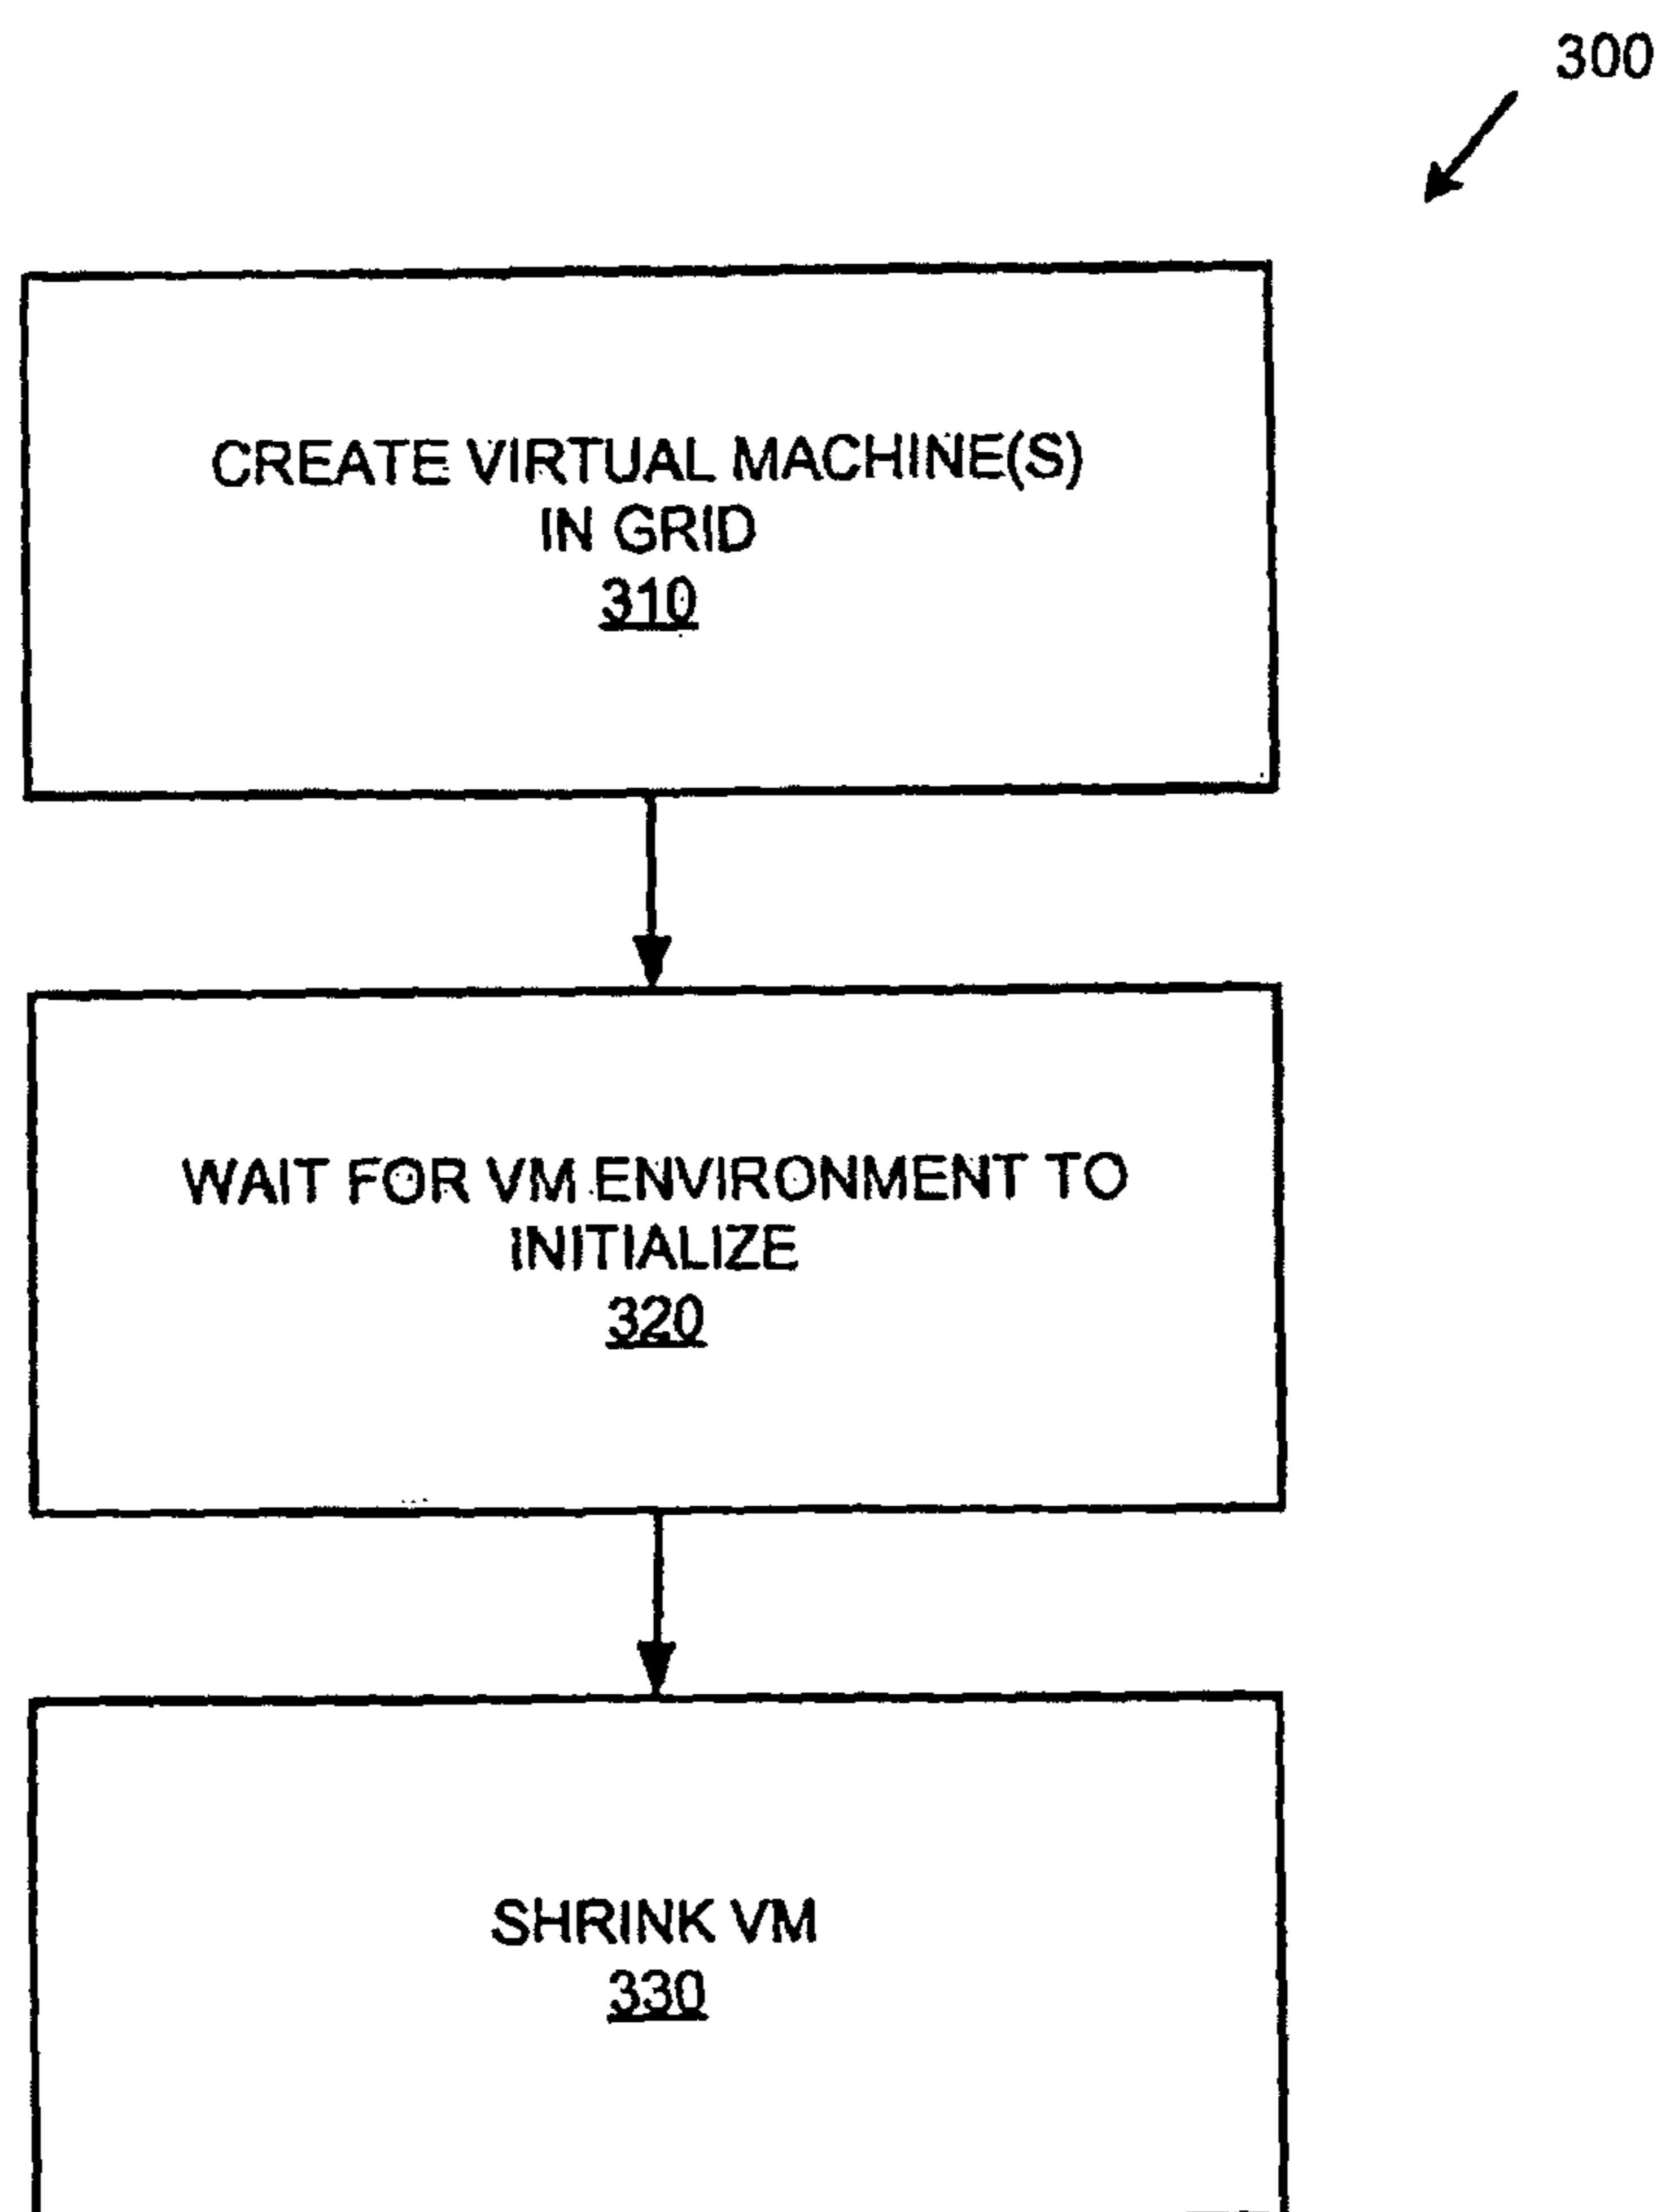 300
CREATE VIRTUAL MACHINE(S)
IN GRID
310
WAIT FOR VM ENVIRONMENT TO
INITIALIZE
320
SHRINK VM
330